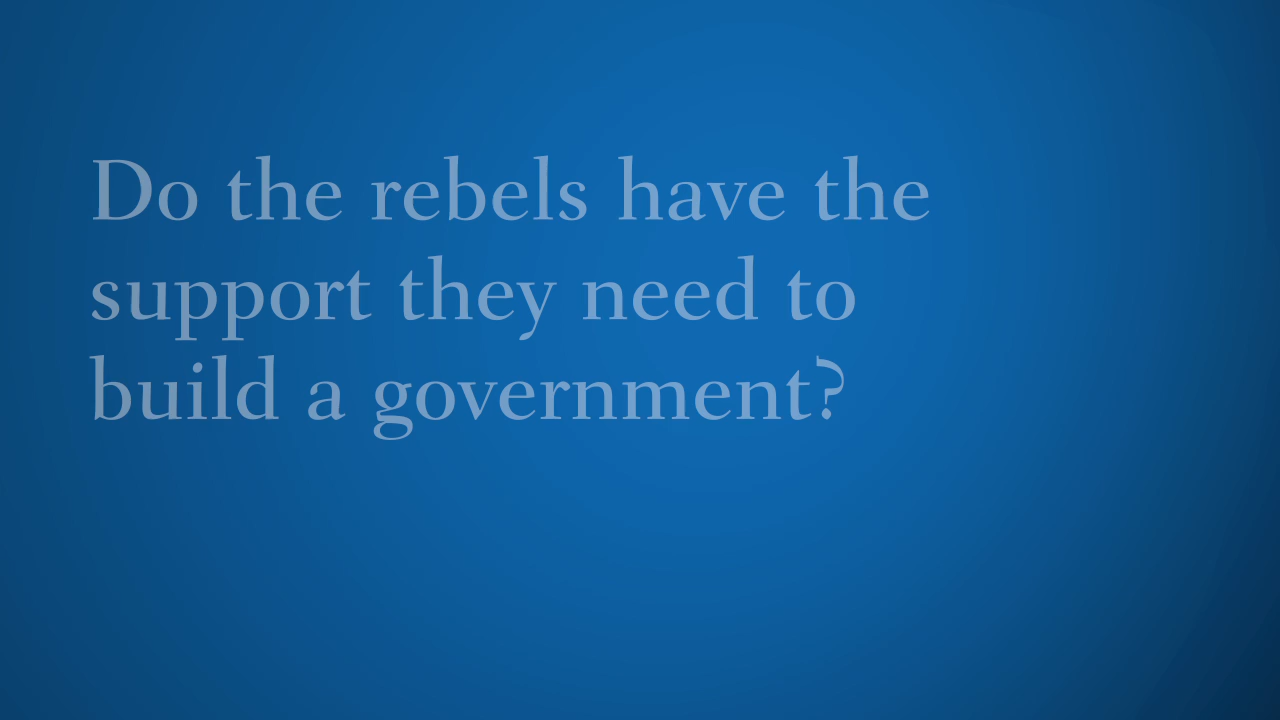 Do the rebels have the
support they need to
build a government?